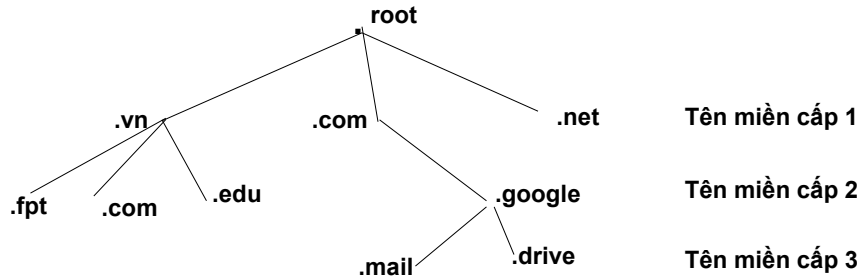 root
.vn .com .net Tên miền cấp 1
.fpt .com .edu .google Tên miền cấp 2
.mail .drive Tên miền cấp 3